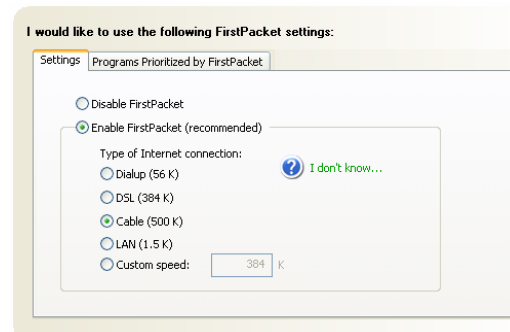 I would like to use the following FirstPacket settings:
Settings Programs Prioritized by FirstPacket
Disable FirstPacket
Enable FirstPacket (recommended)
Type of Internet connection:
Dialup (56 K) ? I don't know...
DSL (384 K)
Cable (500 K)
LAN (1.5 K)
Custom speed: 384 K